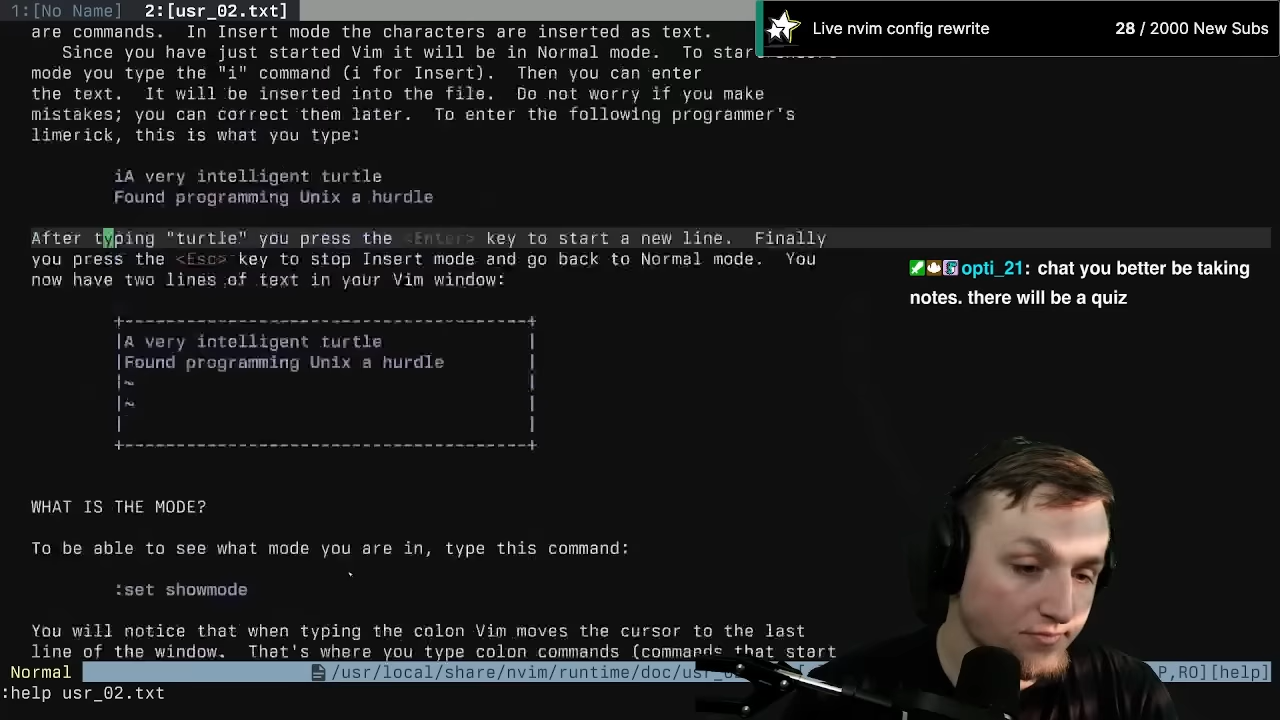 1:[No Name]  2:[usr_02.txt]
Live nvim config rewrite 28 / 2000 New Subs
are commands.  In Insert mode the characters are inserted as text.
Since you have just started Vim it will be in Normal mode.  To start
mode you type the "i" command (i for Insert).  Then you can enter
the text.  It will be inserted into the file.  Do not worry if you make
mistakes; you can correct them later.  To enter the following programmer's
limerick, this is what you type:
iA very intelligent turtle
Found programming Unix a hurdle
After typing "turtle" you press the <Enter> key to start a new line.  Finally
you press the <Esc> key to stop Insert mode and go back to Normal mode.  You
now have two lines of text in your Vim window:
+---------------------------------------+
|A very intelligent turtle              |
|Found programming Unix a hurdle        |
|~                                      |
|~                                      |
|                                       |
+---------------------------------------+
opti_21: chat you better be taking
notes. there will be a quiz
WHAT IS THE MODE?
To be able to see what mode you are in, type this command:
:set showmode
You will notice that when typing the colon Vim moves the cursor to the last
line of the window.  That's where you type colon commands (commands that start
Normal /usr/local/share/nvim/runtime/doc/usr_0 P,RO][help]
:help usr_02.txt